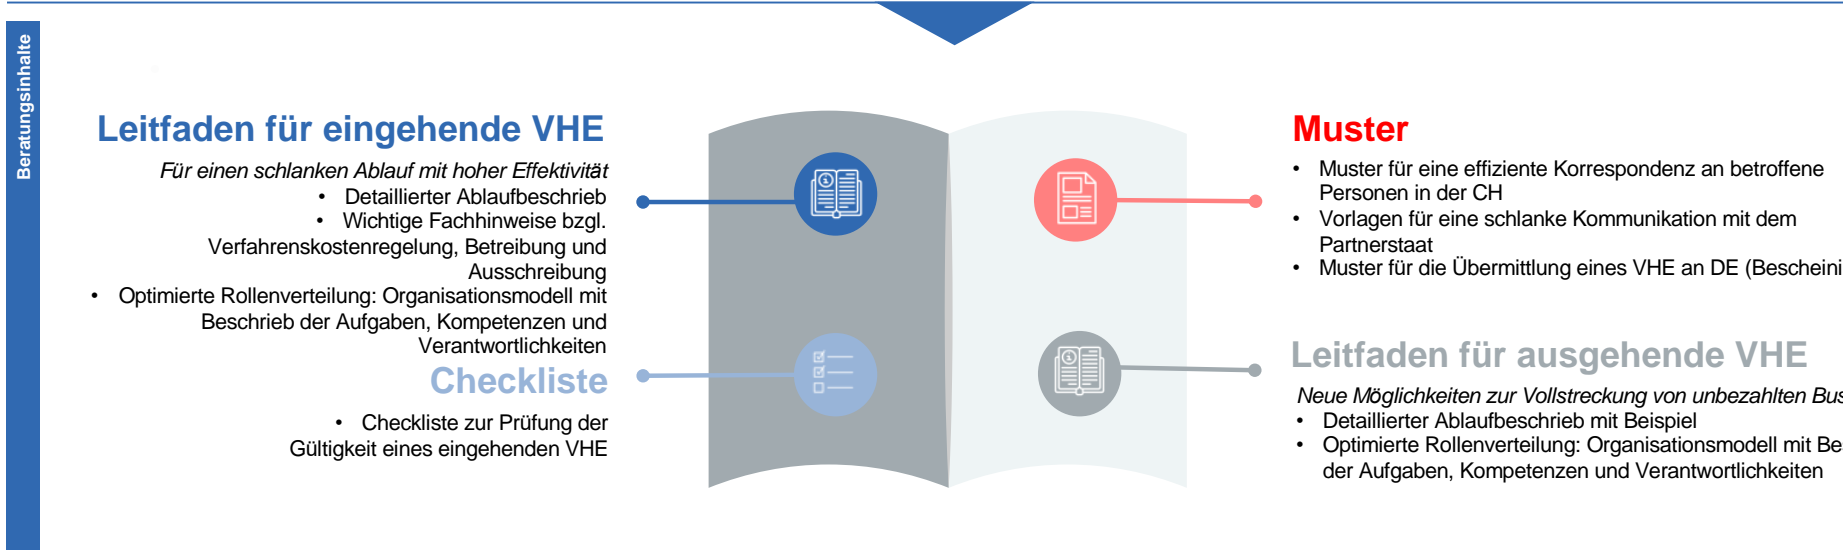 Beratungsinhalte
Leitfaden für eingehende VHE
Für einen schlanken Ablauf mit hoher Effektivität
• Detaillierter Ablaufbeschrieb
• Wichtige Fachhinweise bzgl.
Verfahrenskostenregelung, Betreibung und
Ausschreibung
• Optimierte Rollenverteilung: Organisationsmodell mit
Beschrieb der Aufgaben, Kompetenzen und
Verantwortlichkeiten
Checkliste
• Checkliste zur Prüfung der
Gültigkeit eines eingehenden VHE
Muster
• Muster für eine effiziente Korrespondenz an betroffene
Personen in der CH
• Vorlagen für eine schlanke Kommunikation mit dem
Partnerstaat
• Muster für die Übermittlung eines VHE an DE (Bescheini
Leitfaden für ausgehende VHE
Neue Möglichkeiten zur Vollstreckung von unbezahlten Bus
• Detaillierter Ablaufbeschrieb mit Beispiel
• Optimierte Rollenverteilung: Organisationsmodell mit Be
der Aufgaben, Kompetenzen und Verantwortlichkeiten